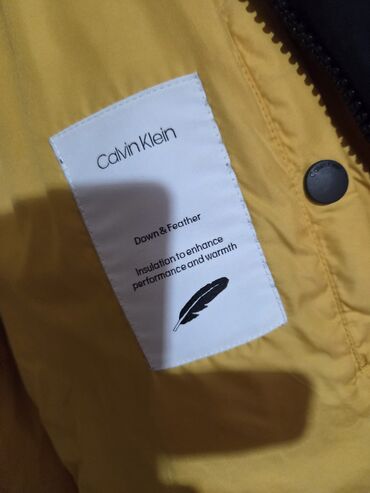 Calvin Klein
Down & Feather
Insulation to enhance
performance and warmth